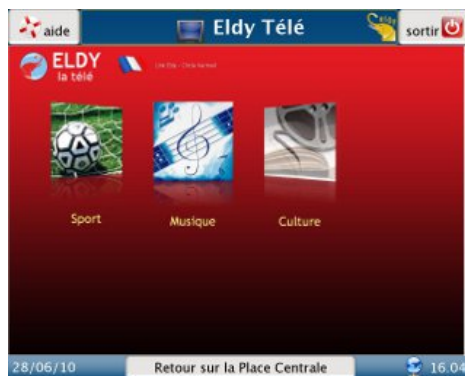 aide
Eldy Télé
eldy
sortir
ELDY
la télé
Sport
Musique
Culture
28/06/10
Retour sur la Place Centrale
16.04